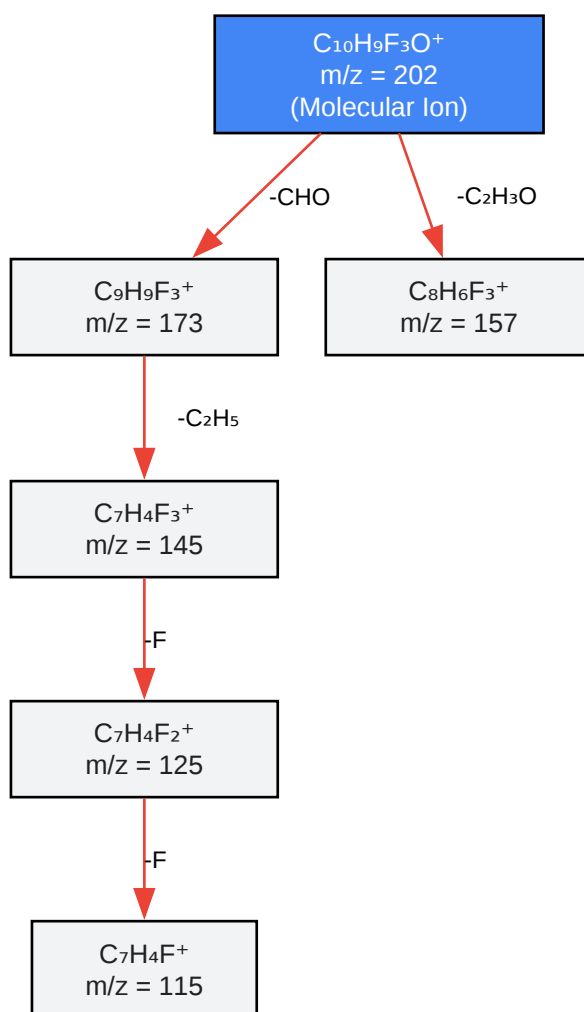 C₁₀H₉F₃O⁺
m/z = 202
(Molecular Ion)
-CHO
-C₂H₃O
C₉H₉F₃⁺
m/z = 173
C₈H₆F₃⁺
m/z = 157
-C₂H₅
C₇H₄F₃⁺
m/z = 145
-F
C₇H₄F₂⁺
m/z = 125
-F
C₇H₄F⁺
m/z = 115